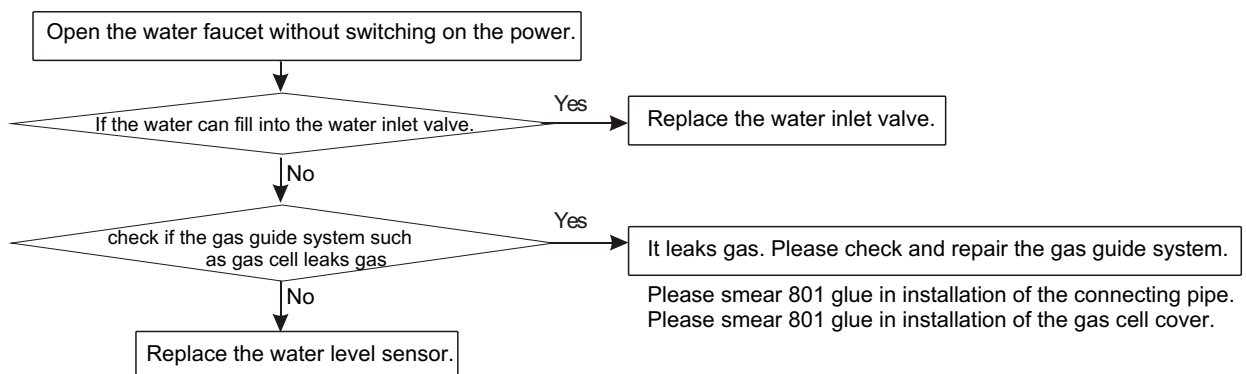 Open the water faucet without switching on the power.
If the water can fill into the water inlet valve.
Yes
Replace the water inlet valve.
No
check if the gas guide system such
as gas cell leaks gas
Yes
It leaks gas. Please check and repair the gas guide system.
Please smear 801 glue in installation of the connecting pipe.
Please smear 801 glue in installation of the gas cell cover.
No
Replace the water level sensor.